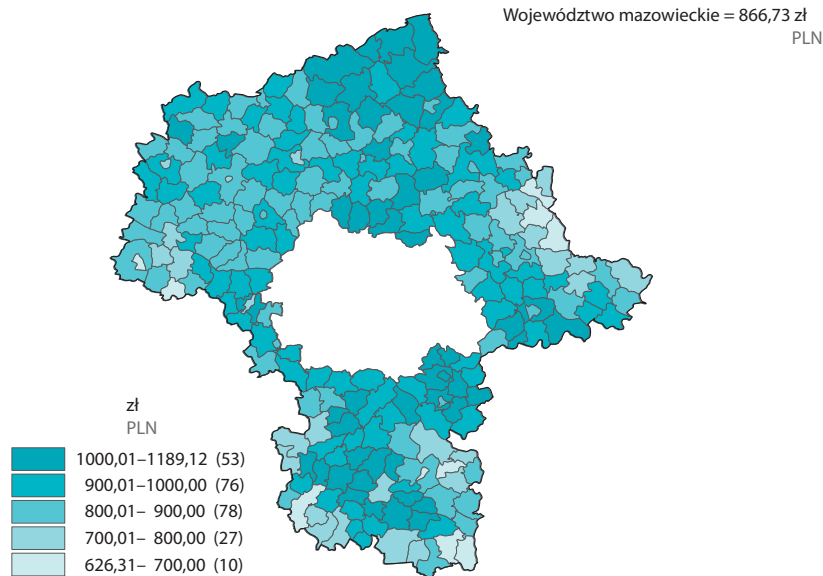 Województwo mazowieckie = 866,73 zł
PLN
zł
PLN
1000,01–1189,12 (53)
900,01–1000,00 (76)
800,01– 900,00 (78)
700,01– 800,00 (27)
626,31– 700,00 (10)